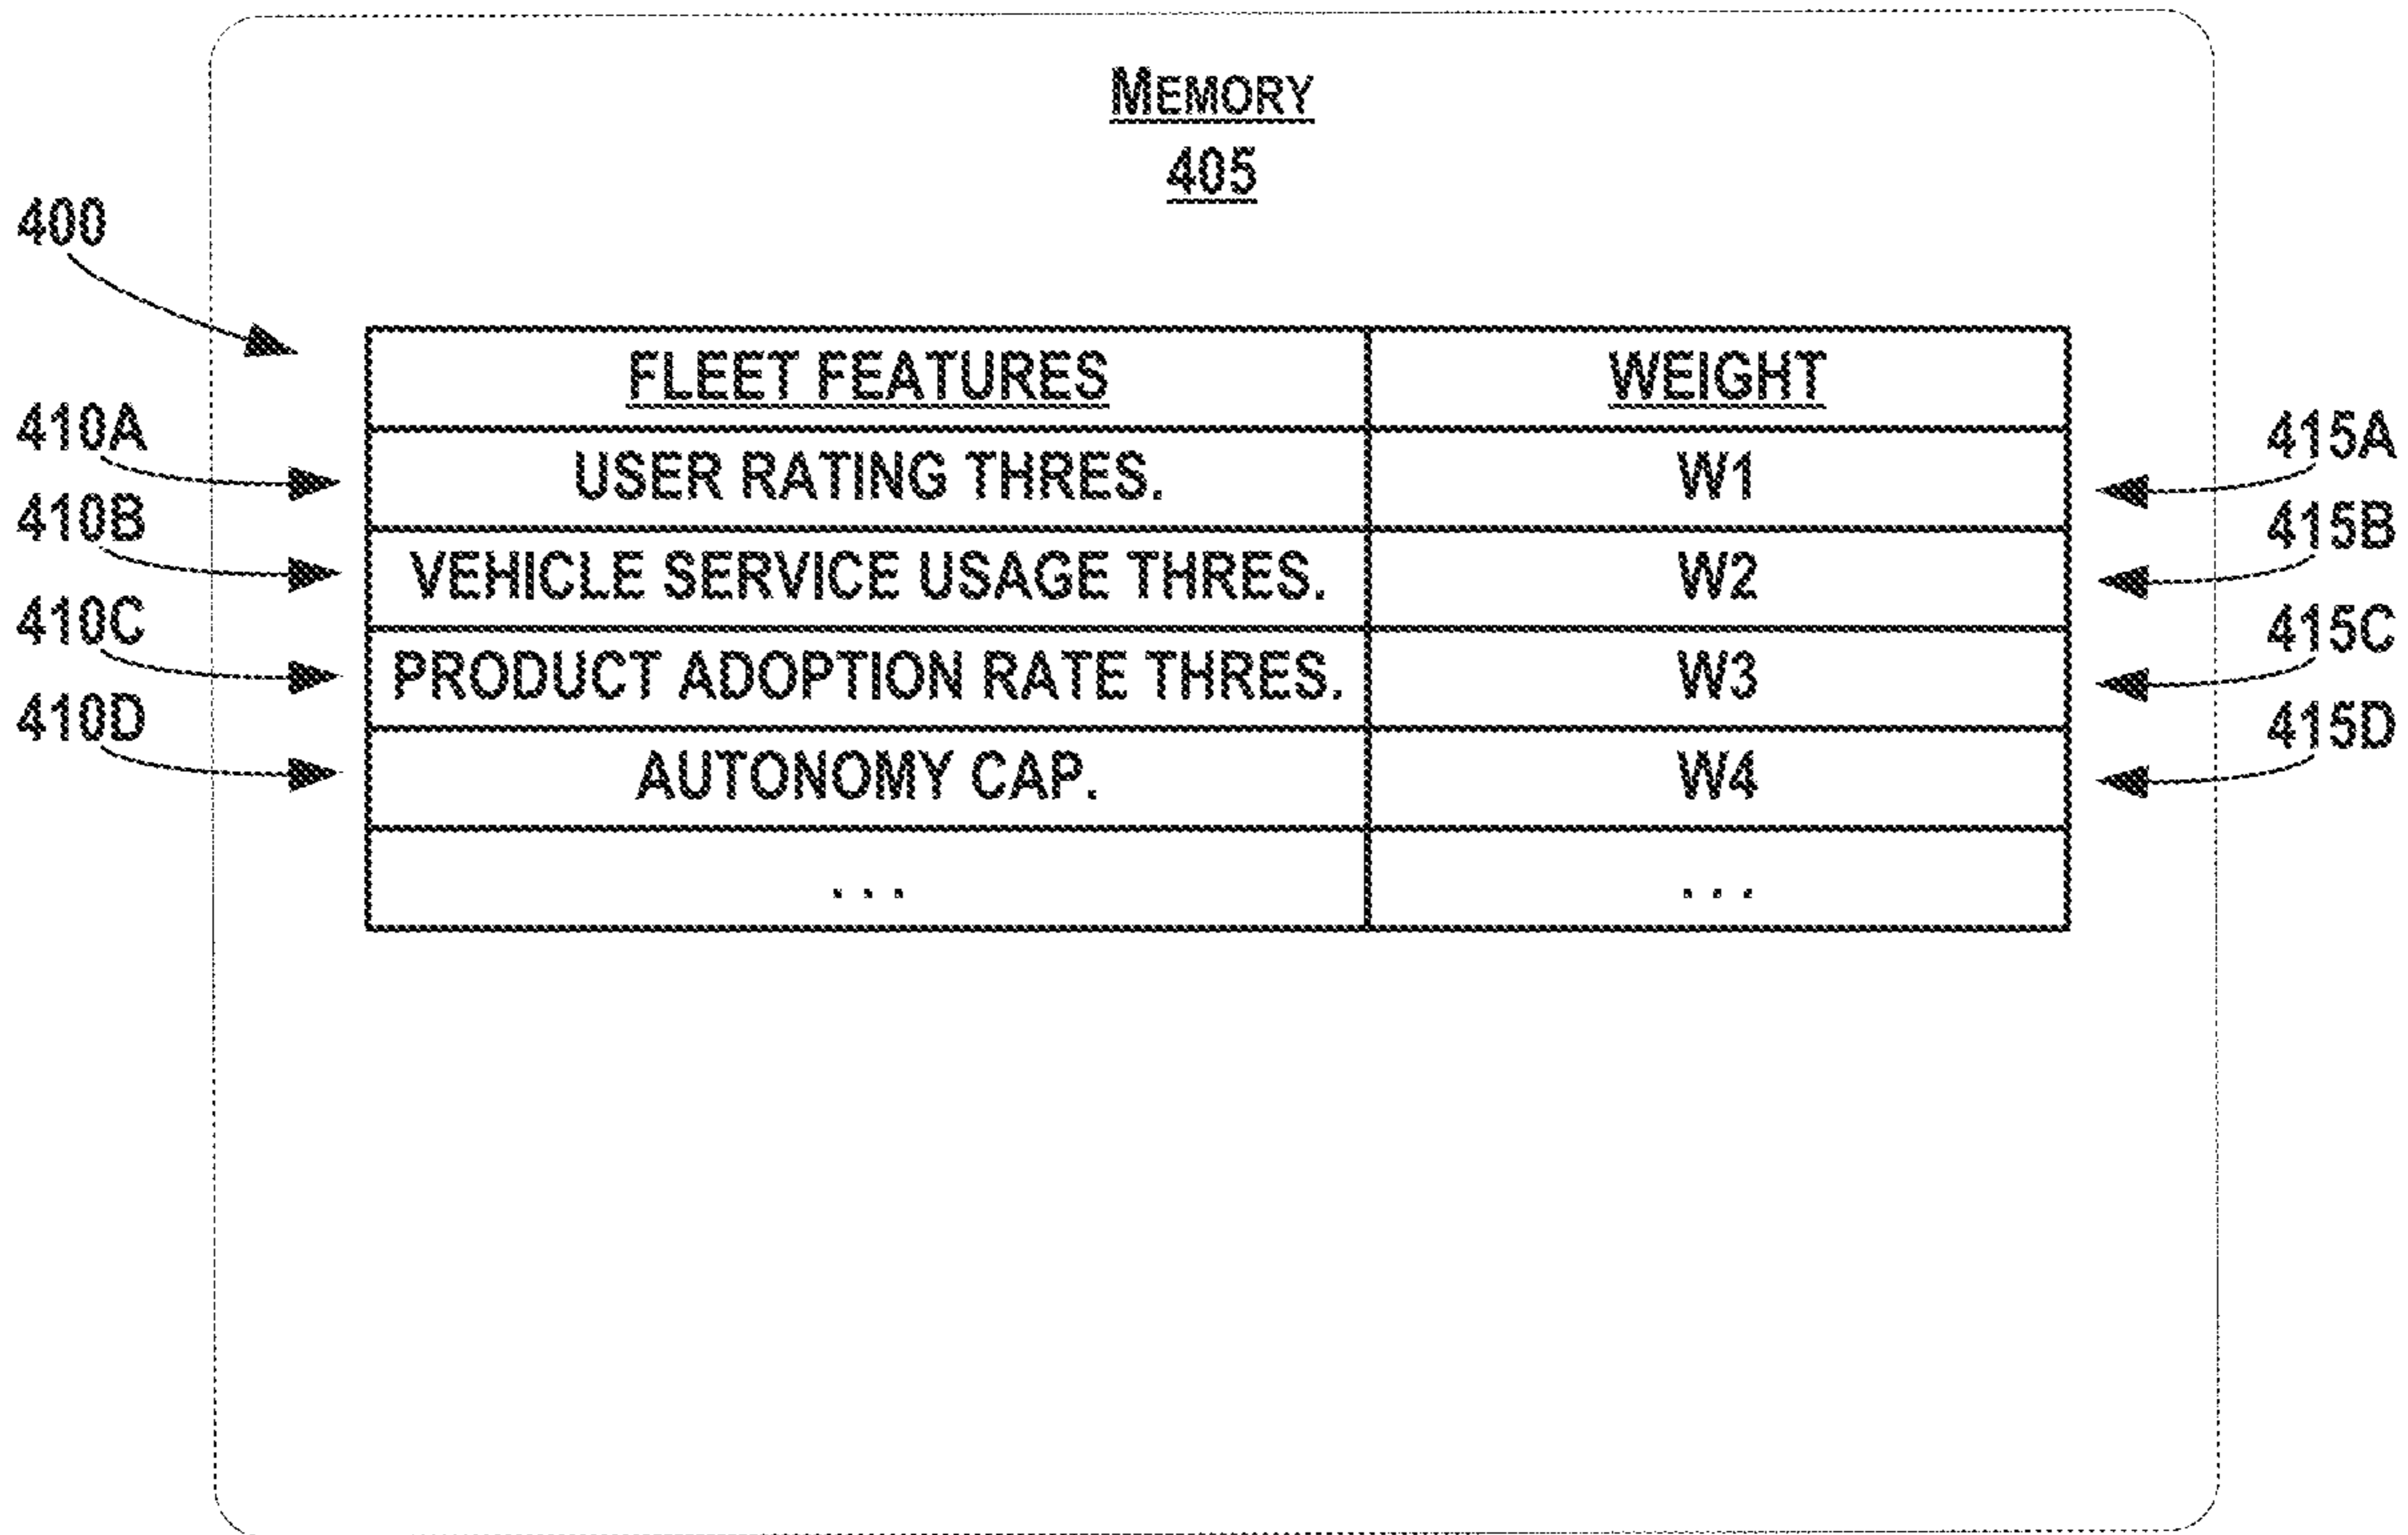 MEMORY
405
400
FLEET FEATURES WEIGHT
410A USER RATING THRES. W1 415A
410B VEHICLE SERVICE USAGE THRES. W2 415B
410C PRODUCT ADOPTION RATE THRES. W3 415C
410D AUTONOMY CAP. W4 415D
... ...